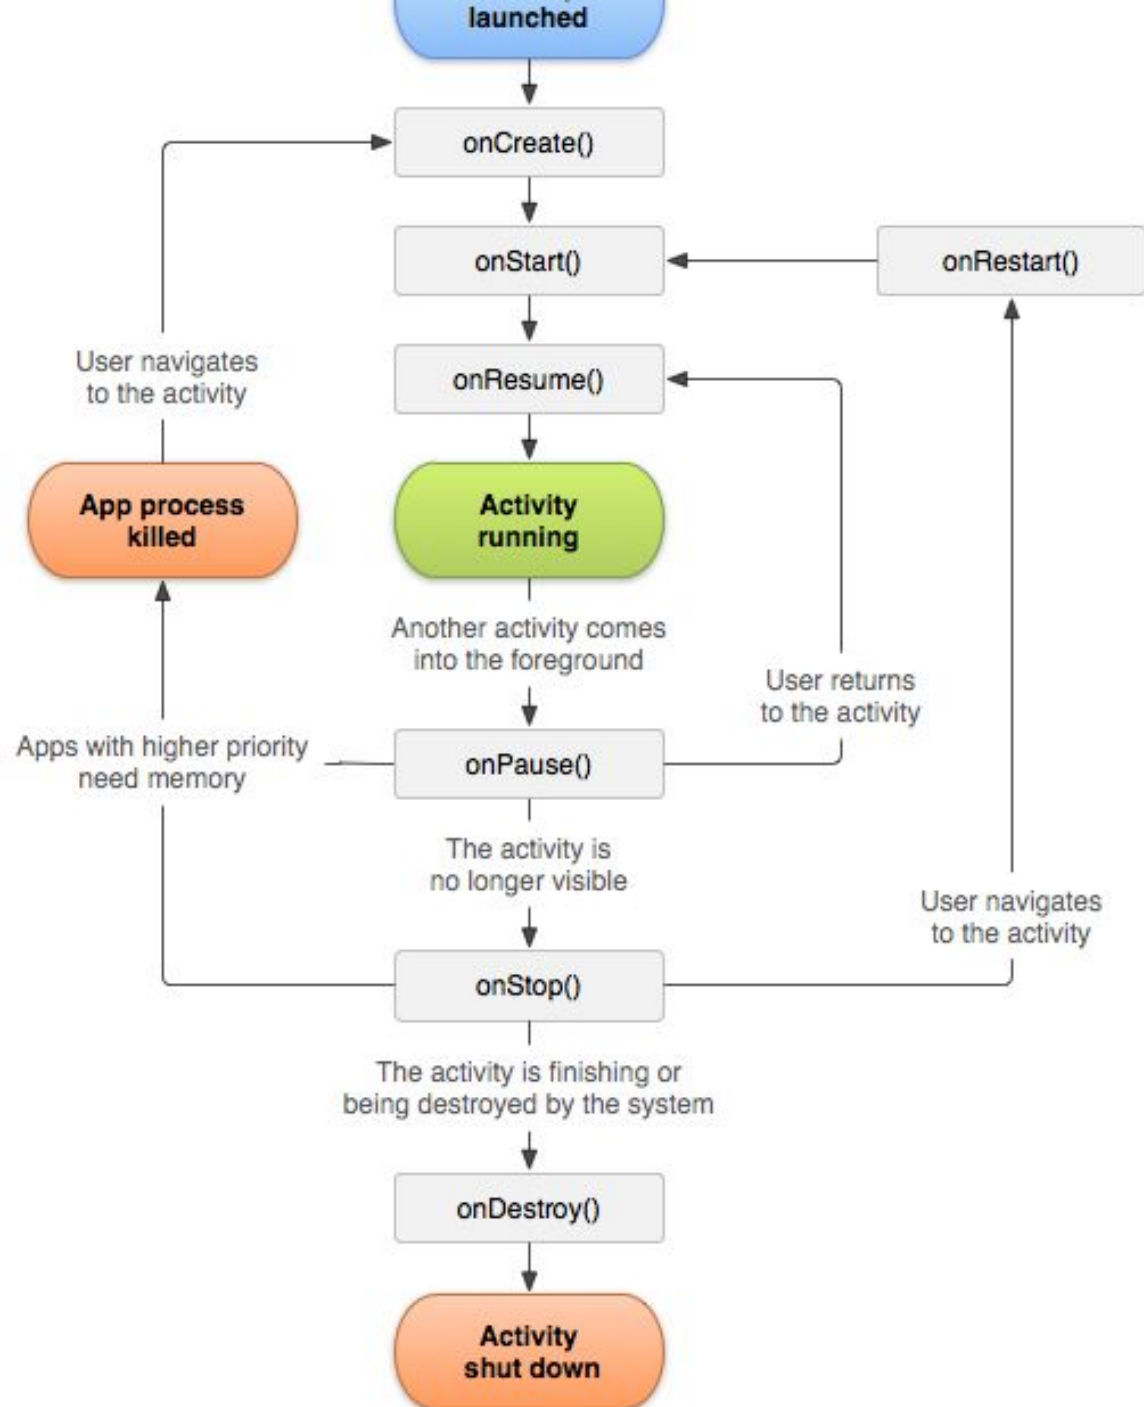 launched
onCreate()
onStart()
onRestart()
User navigates
to the activity
onResume()
App process
killed
Activity
running
Another activity comes
into the foreground
User returns
to the activity
Apps with higher priority
need memory
onPause()
The activity is
no longer visible
User navigates
to the activity
onStop()
The activity is finishing or
being destroyed by the system
onDestroy()
Activity
shut down